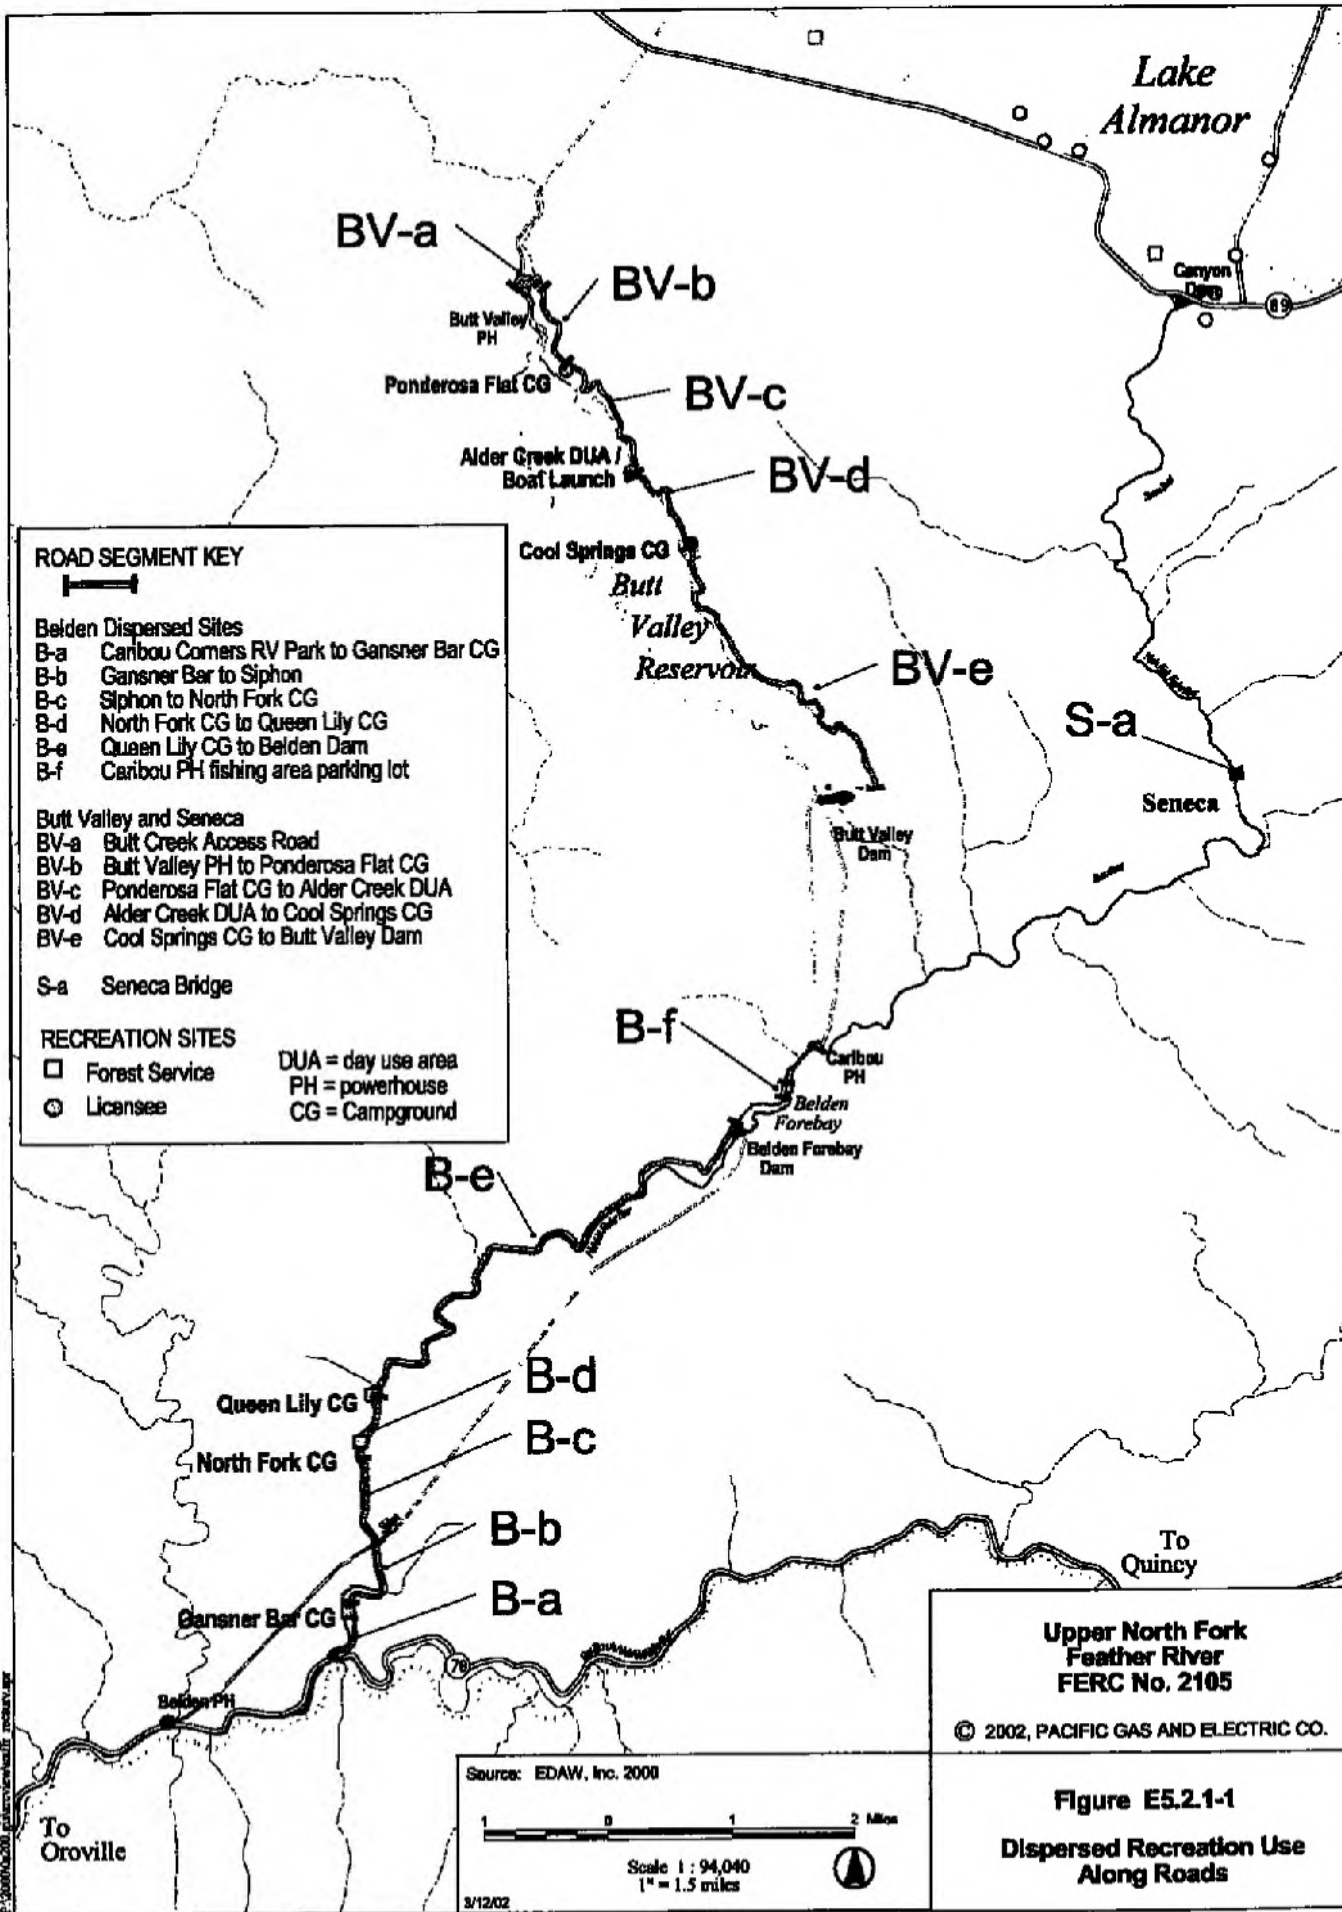 Lake
Almanor
BV-a
BV-b
Canyon
Dam
89
Butt Valley
PH
Ponderosa Flat CG
BV-c
Alder Creek DUA /
Boat Launch
BV-d
Cool Springs CG
Butt
Valley
Reservoir
BV-e
S-a
Seneca
Butt Valley
Dam
ROAD SEGMENT KEY
Belden Dispersed Sites
B-a Caribou Corners RV Park to Gansner Bar CG
B-b Gansner Bar to Siphon
B-c Siphon to North Fork CG
B-d North Fork CG to Queen Lily CG
B-e Queen Lily CG to Belden Dam
B-f Caribou PH fishing area parking lot
Butt Valley and Seneca
BV-a Butt Creek Access Road
BV-b Butt Valley PH to Ponderosa Flat CG
BV-c Ponderosa Flat CG to Alder Creek DUA
BV-d Alder Creek DUA to Cool Springs CG
BV-e Cool Springs CG to Butt Valley Dam
S-a Seneca Bridge
RECREATION SITES
Forest Service
Licensee
DUA = day use area
PH = powerhouse
CG = Campground
B-f
Caribou
PH
Belden
Forebay
Belden Forebay
Dam
B-e
B-d
Queen Lily CG
B-c
North Fork CG
B-b
B-a
Gansner Bar CG
70
Belden PH
To
Quincy
To
Oroville
Upper North Fork
Feather River
FERC No. 2105
© 2002, PACIFIC GAS AND ELECTRIC CO.
Source: EDAW, Inc. 2000
1 0 1 2 Miles
Scale 1 : 94,040
1" = 1.5 miles
3/12/02
Figure E5.2.1-1
Dispersed Recreation Use
Along Roads